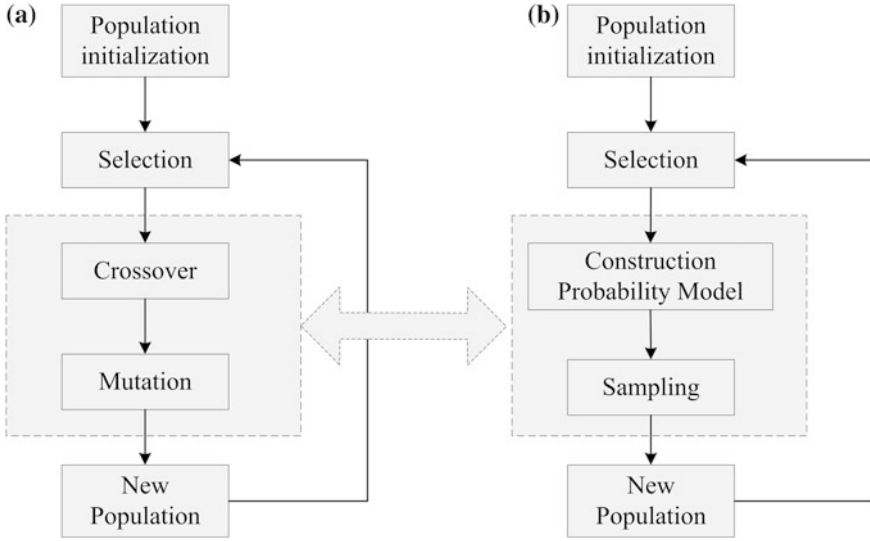 (a)
Population
initialization
Selection
Crossover
Mutation
New
Population
(b)
Population
initialization
Selection
Construction
Probability Model
Sampling
New
Population